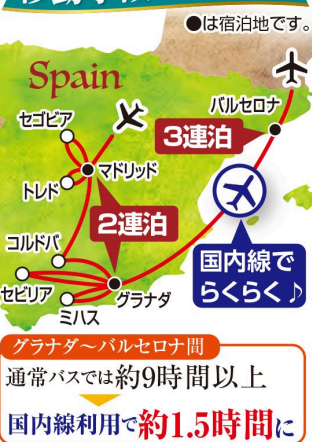 ●は宿泊地です。
Spain
セゴビア
バルセロナ
3連泊
マドリッド
トレド
2連泊
コルドバ
国内線で
らくらく♪
セビリア
グラナダ
ミハス
グラナダ〜バルセロナ間
通常バスでは約9時間以上
国内線利用で約1.5時間に